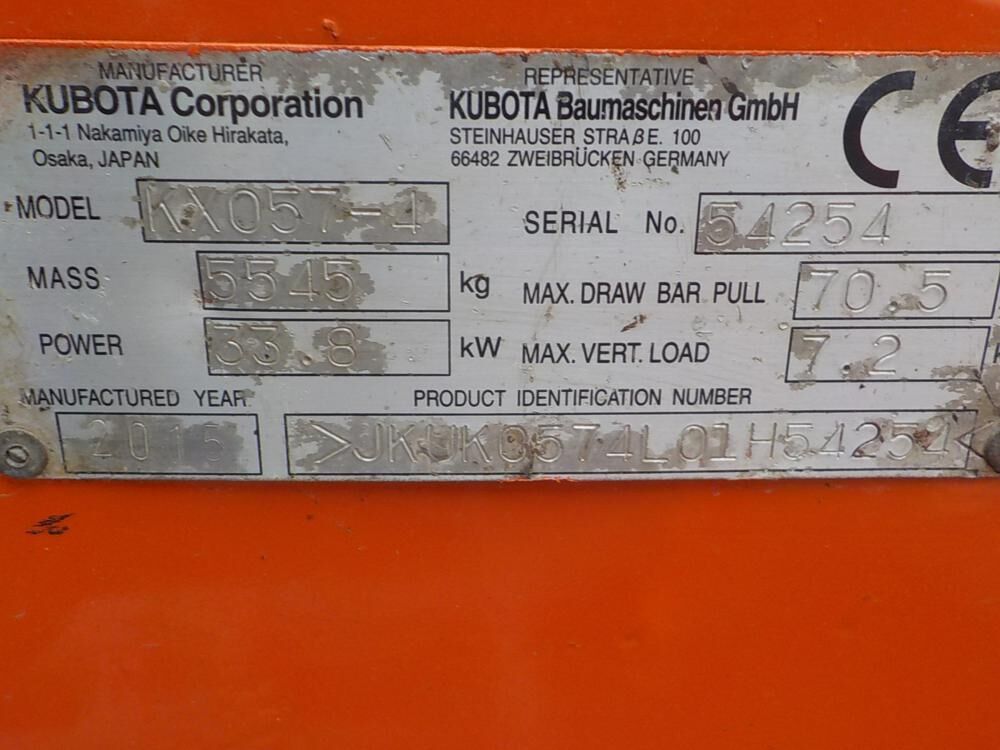 MANUFACTURER
KUBOTA Corporation
1-1-1 Nakamiya Oike Hirakata,
Osaka, JAPAN
REPRESENTATIVE
KUBOTA Baumaschinen GmbH
STEINHAUSER STRAßE. 100
66482 ZWEIBRÜCKEN GERMANY
CE
MODEL KX057-4
SERIAL No. 54254
MASS 5545 kg
MAX. DRAW BAR PULL 70.5
POWER 33.8 kW
MAX. VERT. LOAD 7.2
MANUFACTURED YEAR 2015
PRODUCT IDENTIFICATION NUMBER
>JKUK0574L01H54254<